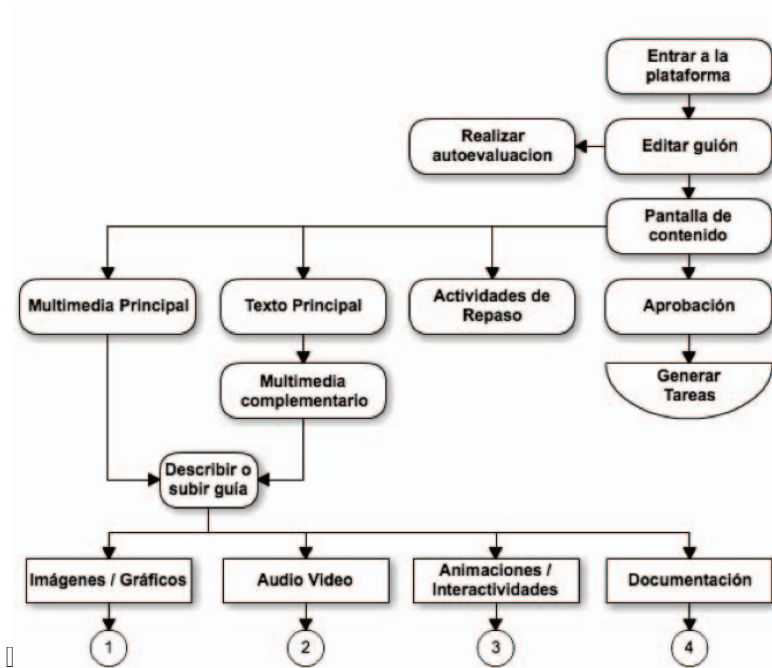 Entrar a la
plataforma
Realizar
autoevaluacion
Editar guión
Pantalla de
contenido
Multimedia Principal
Texto Principal
Actividades de
Repaso
Aprobación
Multimedia
complementario
Generar
Tareas
Describir o
subir guía
Imágenes / Gráficos
Audio Video
Animaciones /
Interactividades
Documentación
1
2
3
4